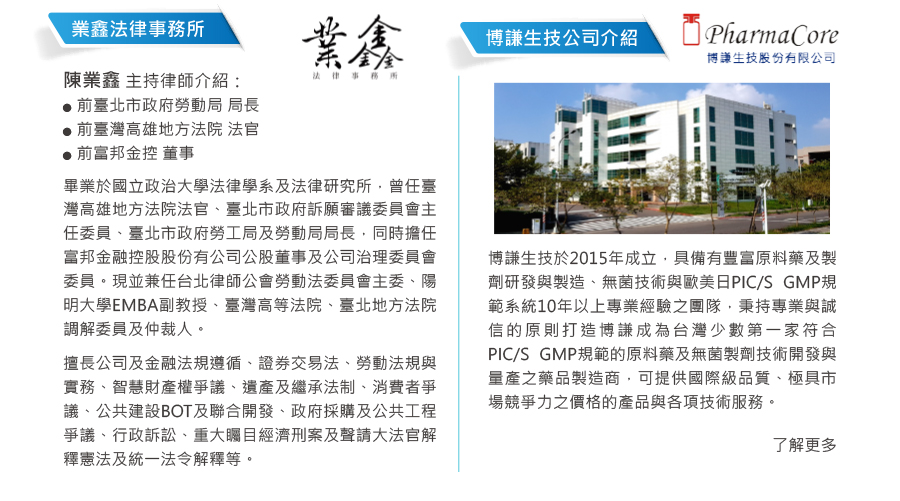 業鑫法律事務所
業鑫
法律事務所
陳業鑫 主持律師介紹：
● 前臺北市政府勞動局 局長
● 前臺灣高雄地方法院 法官
● 前富邦金控 董事
畢業於國立政治大學法律學系及法律研究所，曾任臺
灣高雄地方法院法官、臺北市政府訴願審議委員會主
任委員、臺北市政府勞工局及勞動局局長，同時擔任
富邦金融控股股份有公司公股董事及公司治理委員會
委員。現並兼任台北律師公會勞動法委員會主委、陽
明大學EMBA副教授、臺灣高等法院、臺北地方法院
調解委員及仲裁人。
擅長公司及金融法規遵循、證券交易法、勞動法規與
實務、智慧財產權爭議、遺產及繼承法制、消費者爭
議、公共建設BOT及聯合開發、政府採購及公共工程
爭議、行政訴訟、重大矚目經濟刑案及聲請大法官解
釋憲法及統一法令解釋等。
博謙生技公司介紹
PharmaCore
博謙生技股份有限公司
博謙生技於2015年成立，具備有豐富原料藥及製
劑研發與製造、無菌技術與歐美日PIC/S GMP規
範系統10年以上專業經驗之團隊，秉持專業與誠
信的原則打造博謙成為台灣少數第一家符合
PIC/S GMP規範的原料藥及無菌製劑技術開發與
量產之藥品製造商，可提供國際級品質、極具市
場競爭力之價格的產品與各項技術服務。
了解更多